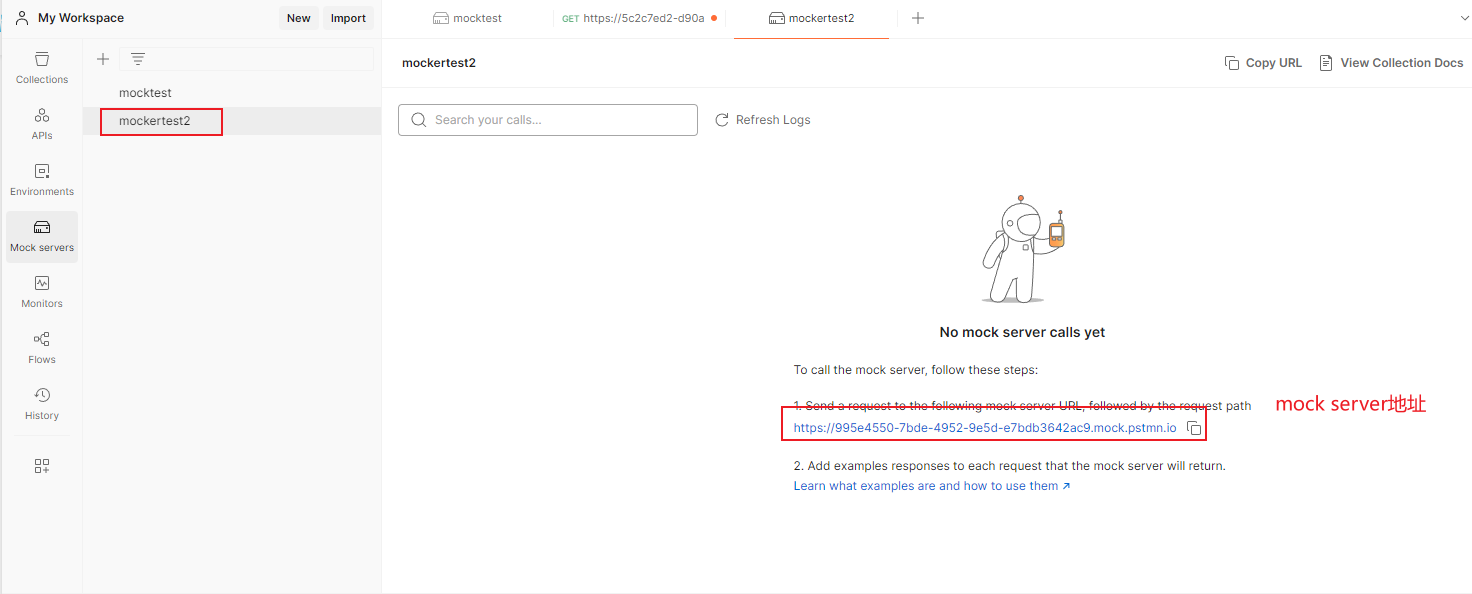 My Workspace
New
Import
mocktest
GET https://5c2c7ed2-d90a
mockertest2
Collections
APIs
Environments
Mock servers
Monitors
Flows
History
mocktest
mockertest2
mockertest2
Copy URL
View Collection Docs
Search your calls...
Refresh Logs
No mock server calls yet
To call the mock server, follow these steps:
1. Send a request to the following mock server URL, followed by the request path
https://995e4550-7bde-4952-9e5d-e7bdb3642ac9.mock.pstmn.io
mock server地址
2. Add examples responses to each request that the mock server will return.
Learn what examples are and how to use them ↗